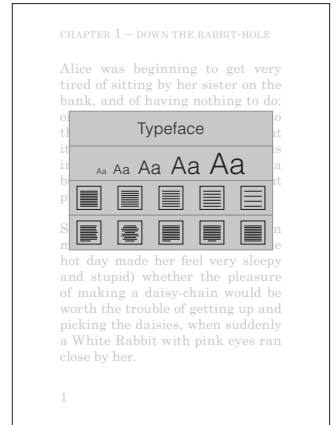 CHAPTER 1 – DOWN THE RABBIT-HOLE
Alice was beginning to get very
tired of sitting by her sister on the
bank, and of having nothing to do:
Typeface
Aa Aa Aa Aa Aa
hot day made her feel very sleepy
and stupid) whether the pleasure
of making a daisy-chain would be
worth the trouble of getting up and
picking the daisies, when suddenly
a White Rabbit with pink eyes ran
close by her.
1